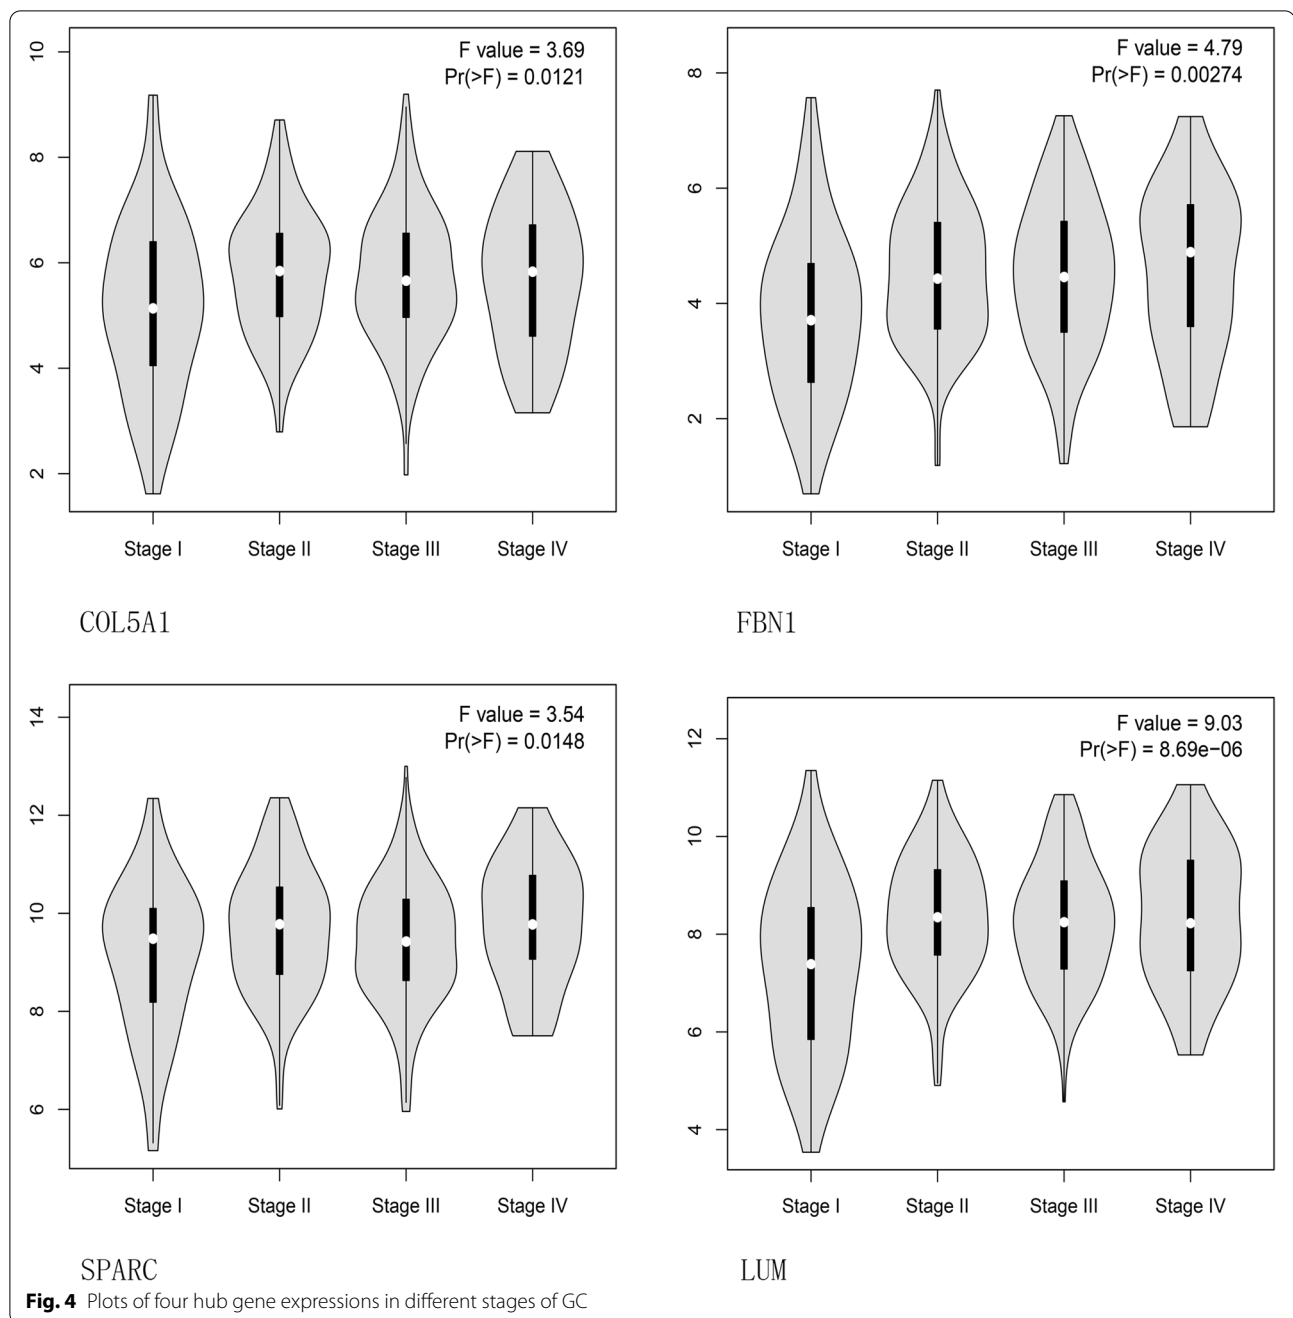 F value = 3.69
Pr(>F) = 0.0121
10
8
6
4
2
Stage I Stage II Stage III Stage IV
COL5A1
F value = 4.79
Pr(>F) = 0.00274
8
6
4
2
Stage I Stage II Stage III Stage IV
FBN1
F value = 3.54
Pr(>F) = 0.0148
14
12
10
8
6
Stage I Stage II Stage III Stage IV
SPARC
F value = 9.03
Pr(>F) = 8.69e−06
12
10
8
6
4
Stage I Stage II Stage III Stage IV
LUM
Fig. 4 Plots of four hub gene expressions in different stages of GC